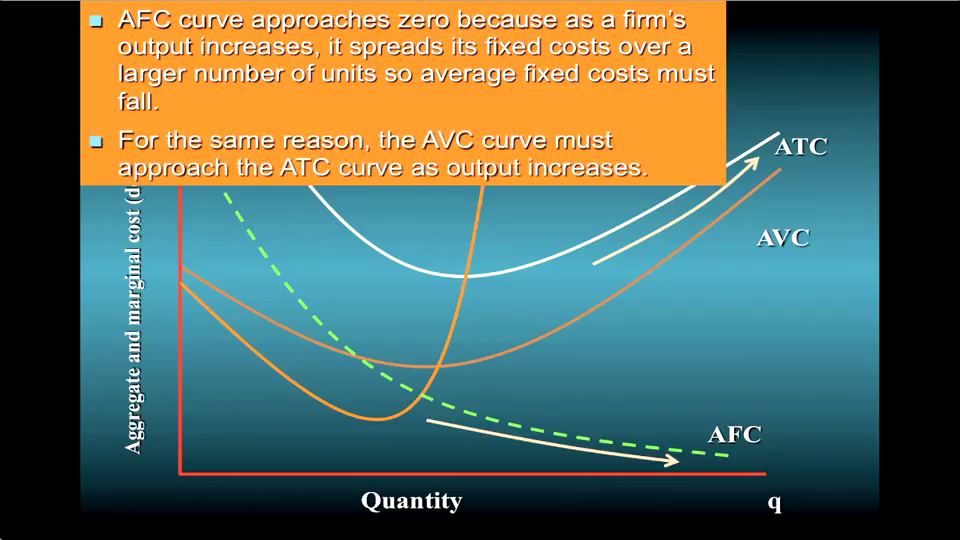 AFC curve approaches zero because as a firm's
output increases, it spreads its fixed costs over a
larger number of units so average fixed costs must
fall.
For the same reason, the AVC curve must
approach the ATC curve as output increases.
ATC
AVC
AFC
Aggregate and marginal cost (d
Quantity
q